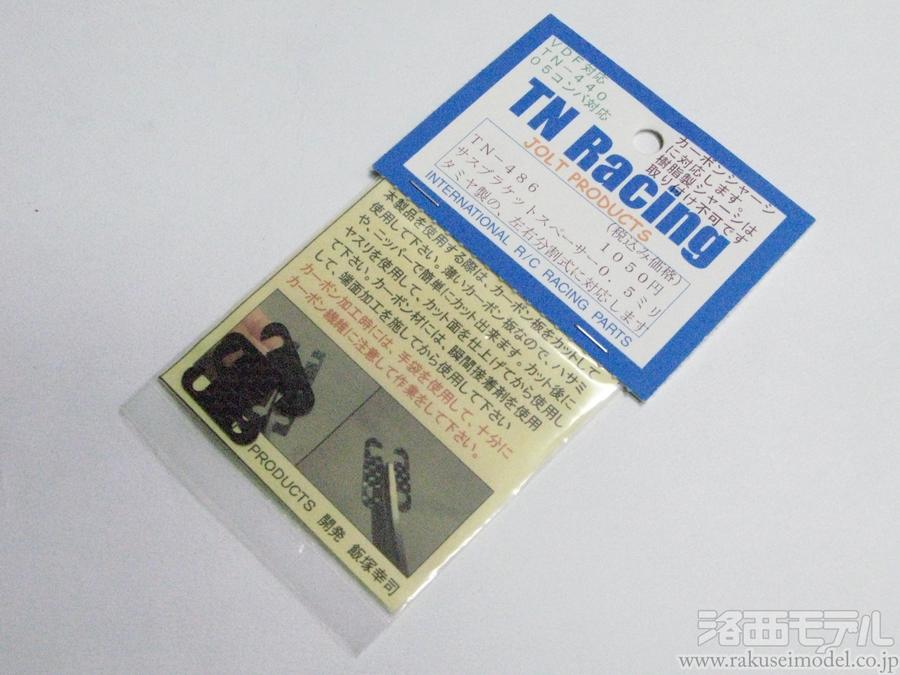 VDF対応
TN-440
05コンバ対応
TN Racing
JOLT PRODUCTS
カーボンシャーシ
に対応します。
樹脂製シャーシは
取り付け不可です
TN-486 (税込み価格)
サスブラケットスペーサー0.5ミリ 1050円
タミヤ製の、左右分割式に対応します
INTERNATIONAL R/C RACING PARTS
本製品を使用する際は、カーボン板をカットして
使用して下さい。薄いカーボン板なので、ハサミ
や、ニッパーで簡単にカット出来ます。カット後に
ヤスリを使用して、カット面を仕上げてから使用し
て下さい。カーボン材には、瞬間接着剤を使用
して、端面加工を施してから使用して下さい
カーボン加工時には、手袋を使用して、十分に
カーボン繊維に注意して作業をして下さい。
PRODUCTS 開発 飯塚幸司
洛西モデル
www.rakuseimodel.co.jp